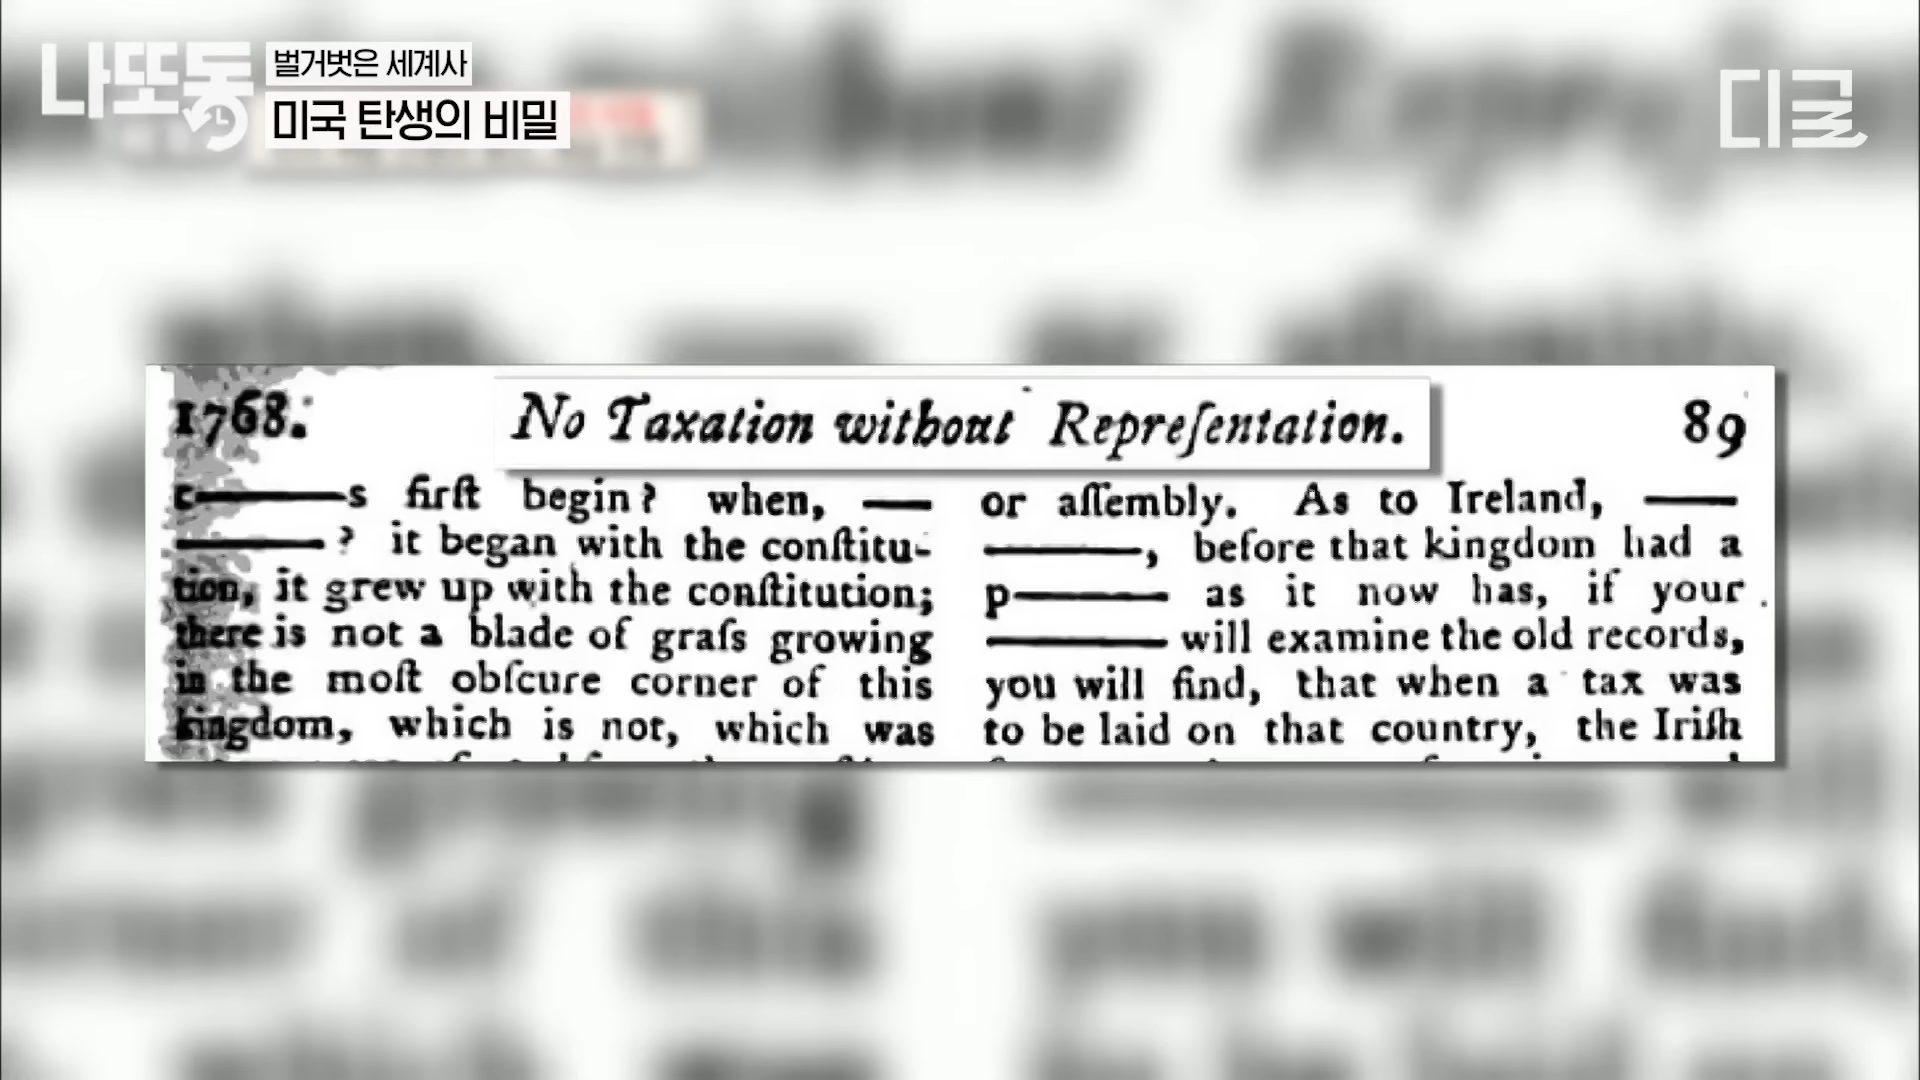 나또동
벌거벗은 세계사
미국 탄생의 비밀
디글
1768.
No Taxation without Repreſentation.
89
c———s firſt begin? when, —
———? it began with the conſtitu-
tion, it grew up with the conſtitution;
there is not a blade of graſs growing
in the moſt obſcure corner of this
kingdom, which is not, which was
or aſſembly. As to Ireland, —
———, before that kingdom had a
p——— as it now has, if your
——— will examine the old records,
you will find, that when a tax was
to be laid on that country, the Iriſh